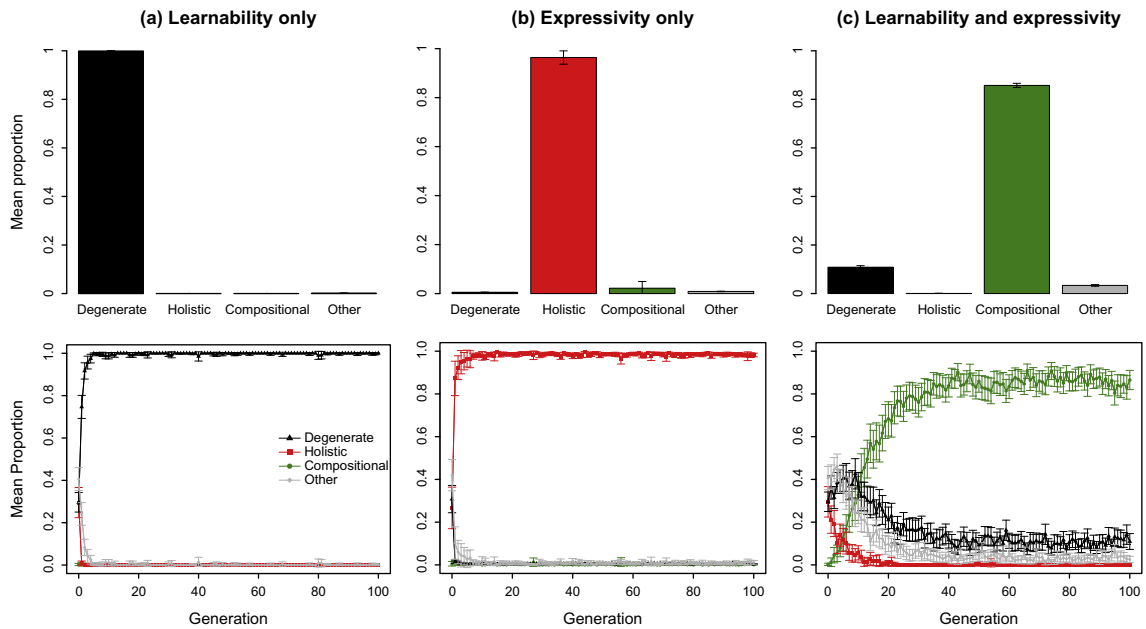 (a) Learnability only
(b) Expressivity only
(c) Learnability and expressivity
Mean proportion
1
0.8
0.6
0.4
0.2
0
Degenerate Holistic Compositional Other
1
0.8
0.6
0.4
0.2
0
Degenerate Holistic Compositional Other
1
0.8
0.6
0.4
0.2
0
Degenerate Holistic Compositional Other
Mean Proportion
1.0
0.8
0.6
0.4
0.2
0.0
Degenerate
Holistic
Compositional
Other
0 20 40 60 80 100
Generation
1.0
0.8
0.6
0.4
0.2
0.0
0 20 40 60 80 100
Generation
1.0
0.8
0.6
0.4
0.2
0.0
0 20 40 60 80 100
Generation